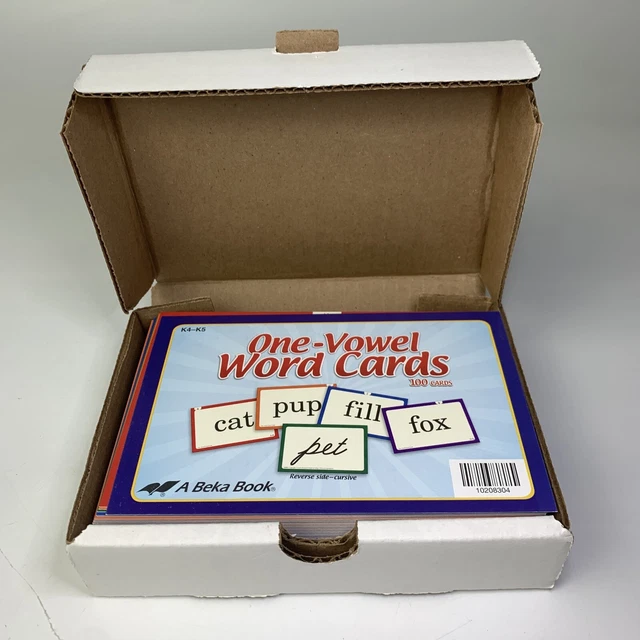 K4–K5
One-Vowel
Word Cards
100 CARDS
cat
pup
fill
fox
pet
Reverse side–cursive
A Beka Book®
10208304